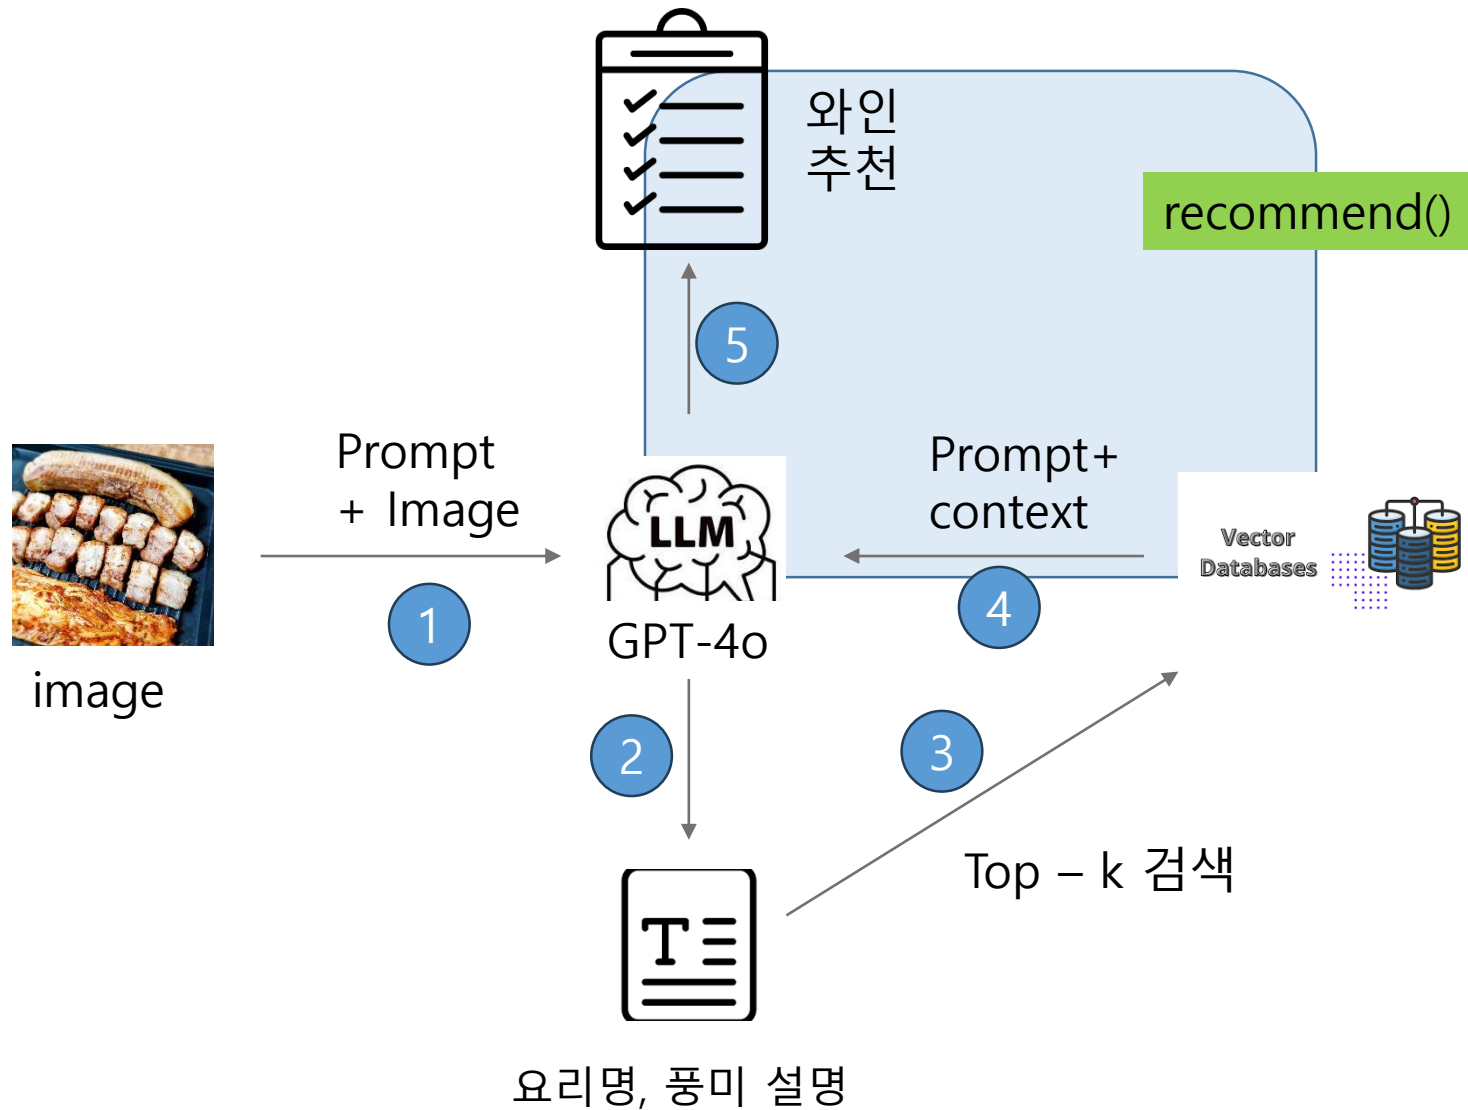 와인
추천
recommend()
5
Prompt
+ Image
Prompt+
context
LLM
Vector
Databases
1
4
GPT-4o
image
2
3
Top – k 검색
T
요리명, 풍미 설명